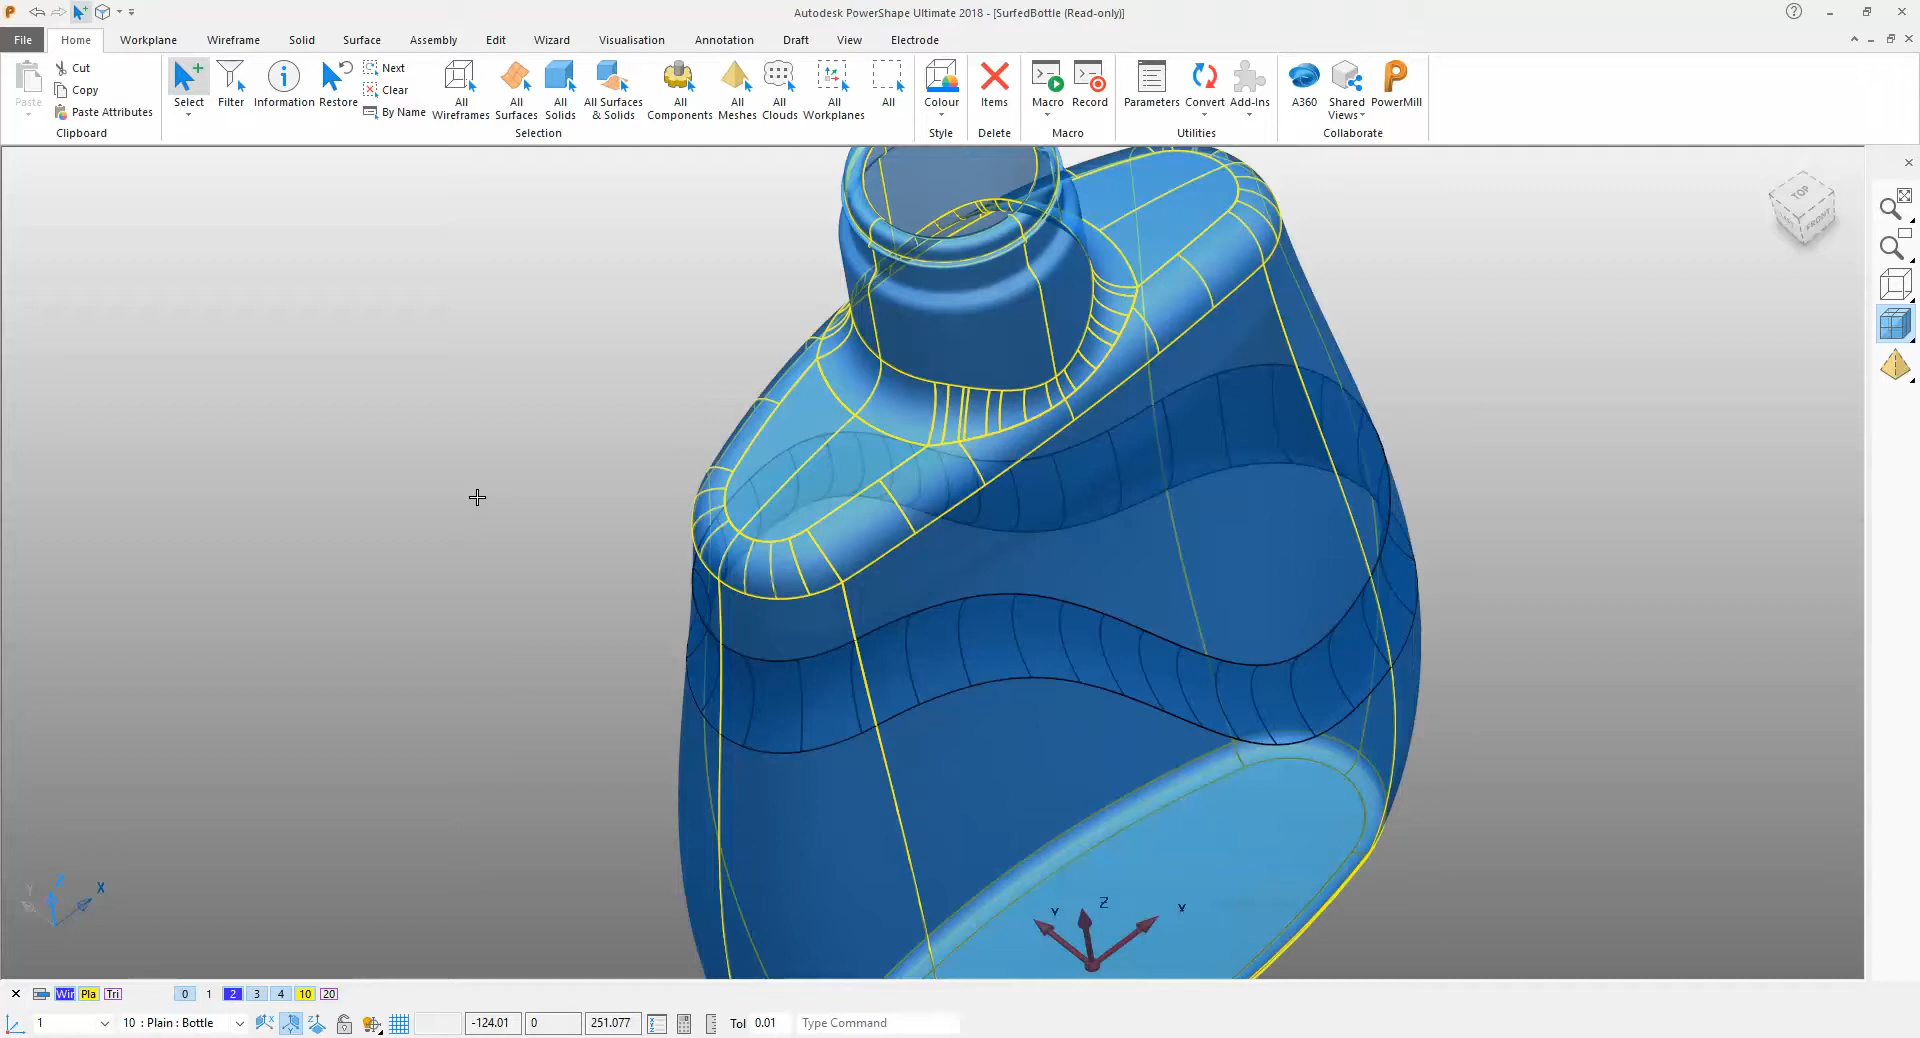 Autodesk PowerShape Ultimate 2018 - [SurfedBottle (Read-only)]
File Home Workplane Wireframe Solid Surface Assembly Edit Wizard Visualisation Annotation Draft View Electrode
Paste
Cut
Copy
Paste Attributes
Clipboard
Select
Filter
Information
Restore
Next
Clear
By Name
All Wireframes
All Surfaces
All Solids
All Surfaces & Solids
All Components
All Meshes
All Clouds
All Workplanes
All
Selection
Colour
Style
Items
Delete
Macro
Record
Macro
Parameters
Convert
Add-Ins
Utilities
A360
Shared Views
PowerMill
Collaborate
TOP
FRONT
Z
Y
X
Y
Z
X
Wir Pla Tri 0 1 2 3 4 10 20
1 10 : Plain : Bottle -124.01 0 251.077 Tol 0.01 Type Command